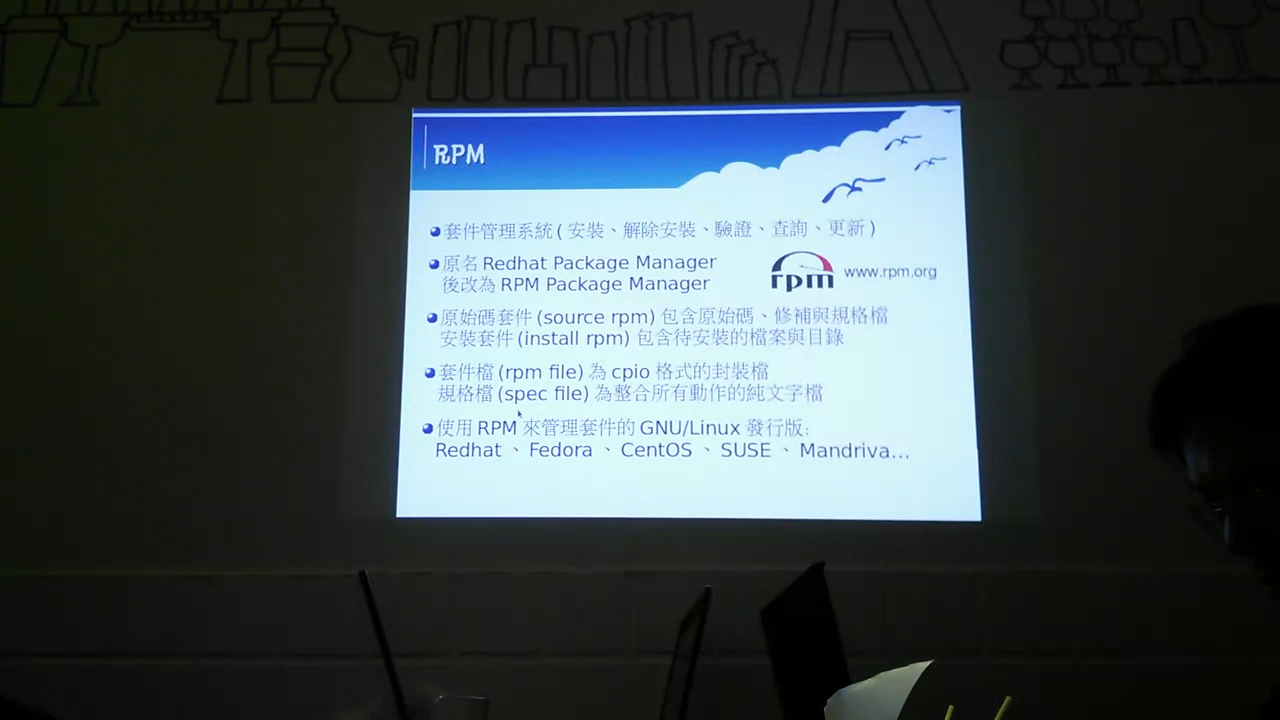 RPM
套件管理系統 ( 安裝、解除安裝、驗證、查詢、更新 )
原名 Redhat Package Manager
後改為 RPM Package Manager
rpm www.rpm.org
原始碼套件 (source rpm) 包含原始碼、修補與規格檔
安裝套件 (install rpm) 包含待安裝的檔案與目錄
套件檔 (rpm file) 為 cpio 格式的封裝檔
規格檔 (spec file) 為整合所有動作的純文字檔
使用 RPM 來管理套件的 GNU/Linux 發行版:
Redhat 、 Fedora 、 CentOS 、 SUSE 、 Mandriva...